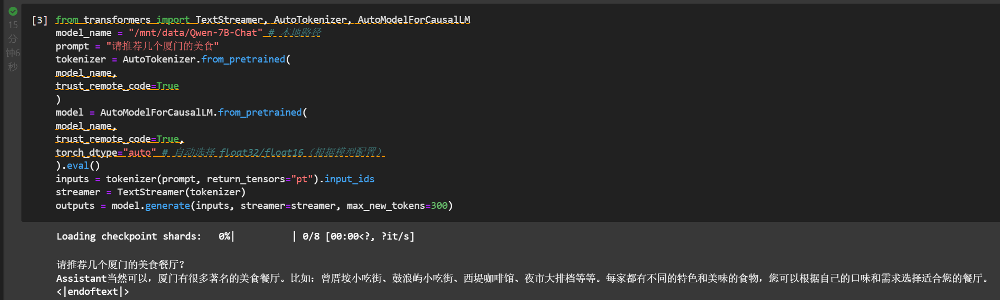 15
分
钟6
秒
[3] from transformers import TextStreamer, AutoTokenizer, AutoModelForCausalLM
model_name = "/mnt/data/Qwen-7B-Chat" # 本地路径
prompt = "请推荐几个厦门的美食"
tokenizer = AutoTokenizer.from_pretrained(
model_name,
trust_remote_code=True
)
model = AutoModelForCausalLM.from_pretrained(
model_name,
trust_remote_code=True,
torch_dtype="auto" # 自动选择 float32/float16（根据模型配置）
).eval()
inputs = tokenizer(prompt, return_tensors="pt").input_ids
streamer = TextStreamer(tokenizer)
outputs = model.generate(inputs, streamer=streamer, max_new_tokens=300)
Loading checkpoint shards:   0%|          | 0/8 [00:00<?, ?it/s]
请推荐几个厦门的美食餐厅？
Assistant当然可以，厦门有很多著名的美食餐厅。比如：曾厝垵小吃街、鼓浪屿小吃街、西堤咖啡馆、夜市大排档等等。每家都有不同的特色和美味的食物，您可以根据自己的口味和需求选择适合您的餐厅。
<|endoftext|>